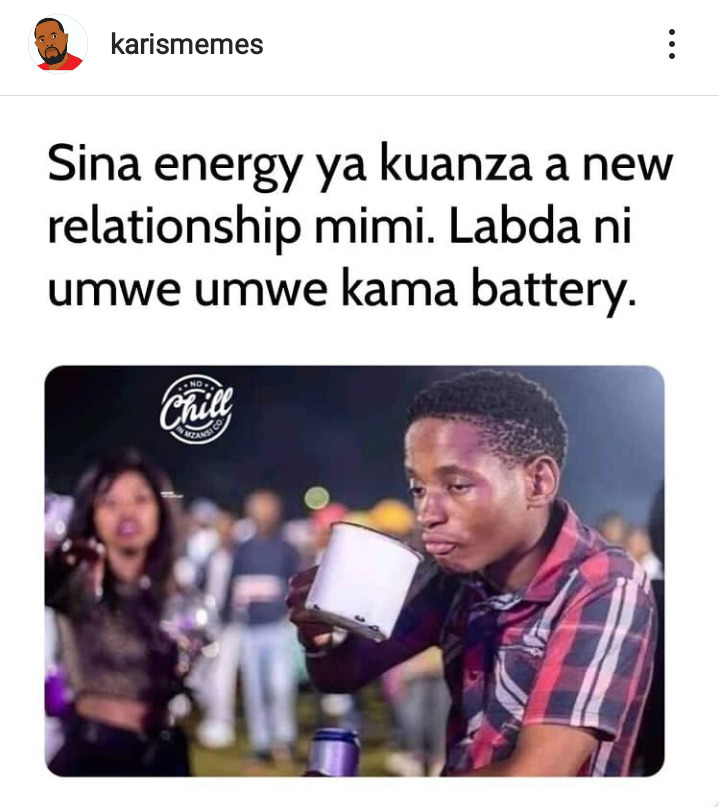 karismemes
Sina energy ya kuanza a new
relationship mimi. Labda ni
umwe umwe kama battery.
NO
Chill
IN MZANSI CO.